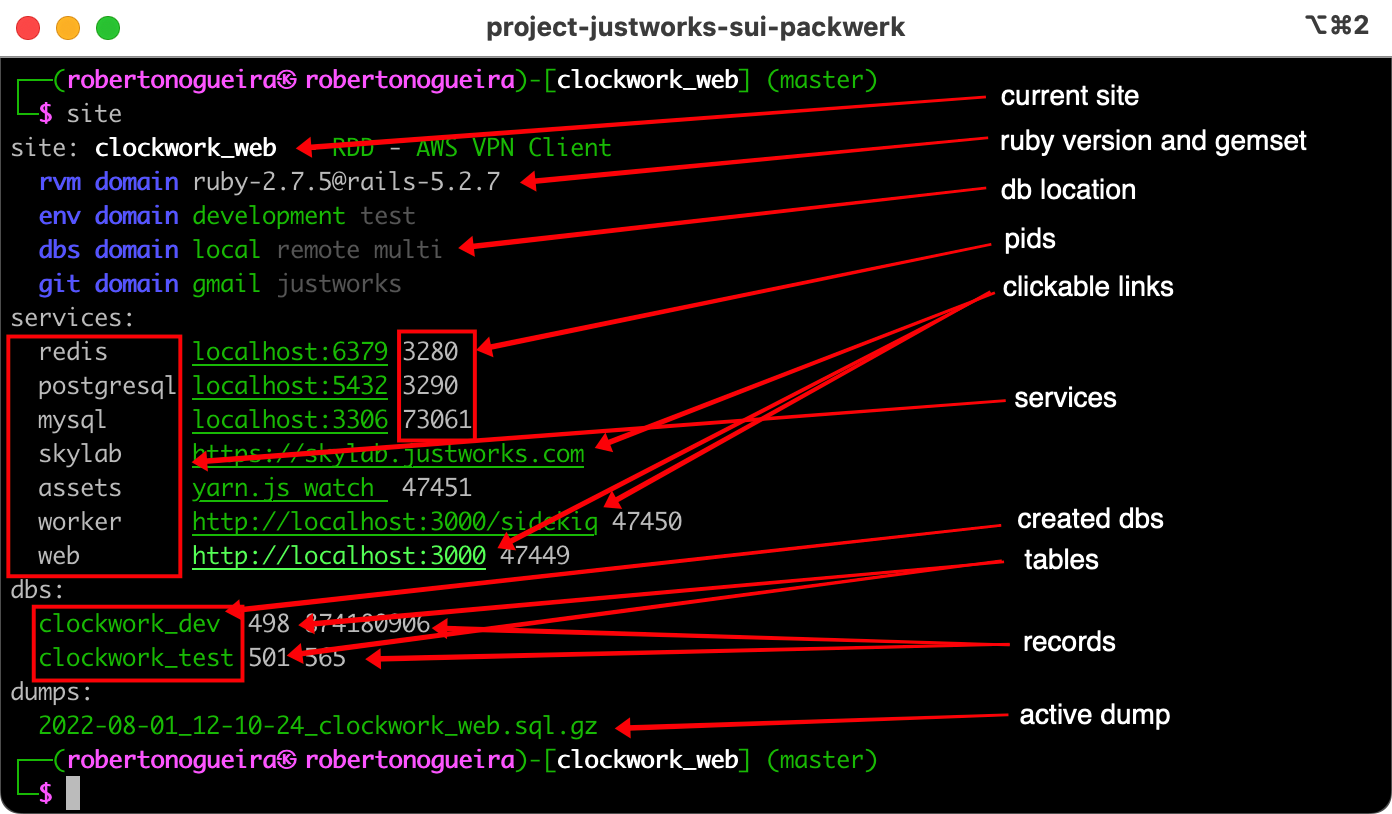 project-justworks-sui-packwerk ⌥⌘2
(robertonogueira㉿robertonogueira)-[clockwork_web] (master)
$ site
site: clockwork_web RDD - AWS VPN Client
rvm domain ruby-2.7.5@rails-5.2.7
env domain development test
dbs domain local remote multi
git domain gmail justworks
services:
redis localhost:6379 3280
postgresql localhost:5432 3290
mysql localhost:3306 73061
skylab https://skylab.justworks.com
assets yarn.js watch 47451
worker http://localhost:3000/sidekiq 47450
web http://localhost:3000 47449
dbs:
clockwork_dev 498 874180906
clockwork_test 501 565
dumps:
2022-08-01_12-10-24_clockwork_web.sql.gz
(robertonogueira㉿robertonogueira)-[clockwork_web] (master)
$
current site
ruby version and gemset
db location
pids
clickable links
services
created dbs
tables
records
active dump